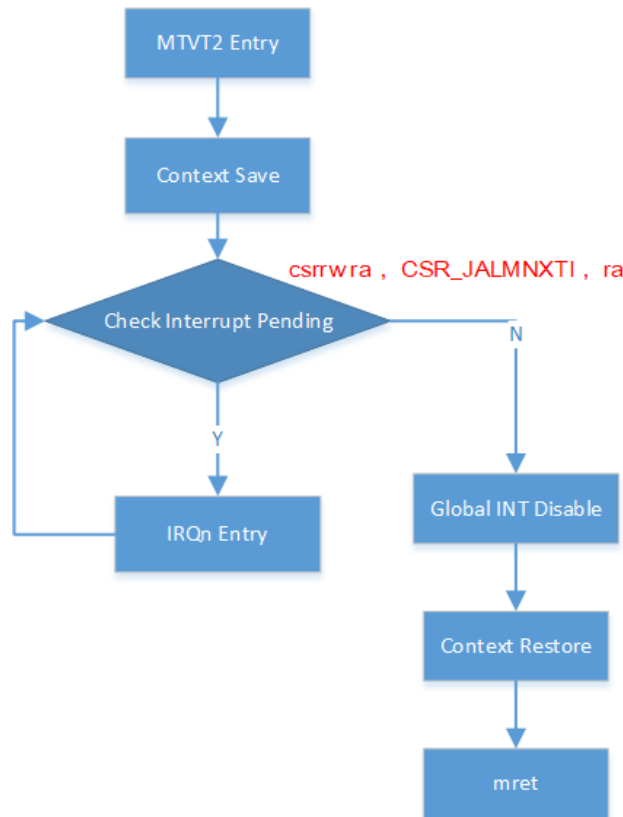 MTVT2 Entry
Context Save
csrrw ra , CSR_JALMNXTI , ra
Check Interrupt Pending
N
Y
Global INT Disable
IRQn Entry
Context Restore
mret